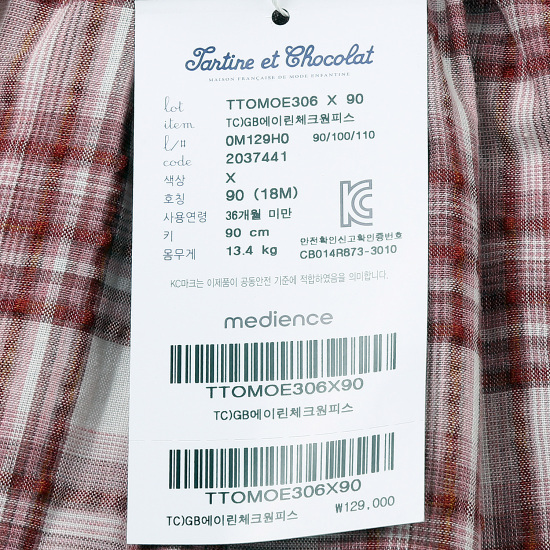 Tartine et Chocolat
MAISON FRANÇAISE DE MODE ENFANTINE
lot TTOMOE306 X 90
item TC)GB에이린체크원피스
f/# 0M129H0 90/100/110
code 2037441
색상 X
호칭 90 (18M)
사용연령 36개월 미만
키 90 cm
몸무게 13.4 kg
KC
안전확인신고확인증번호
CB014R873-3010
KC마크는 이제품이 공동안전 기준에 적합하였음을 의미합니다.
medience
TTOMOE306X90
TC)GB에이린체크원피스
TTOMOE306X90
TC)GB에이린체크원피스 ₩129,000